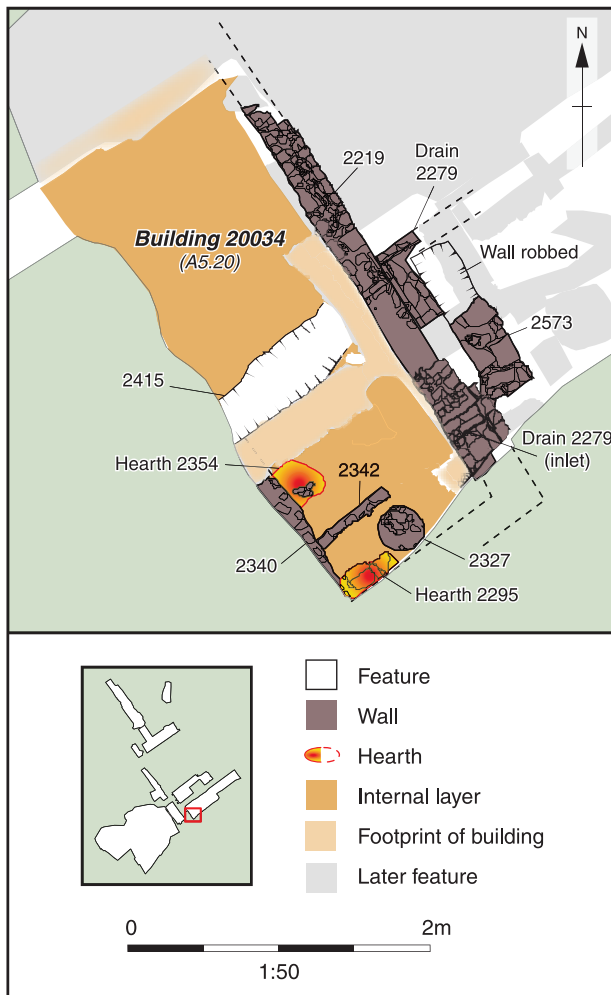 N
2219
Drain
2279
Building 20034
(A5.20)
Wall robbed
2573
2415
Drain 2279
(inlet)
Hearth 2354
2342
2340
2327
Hearth 2295
Feature
Wall
Hearth
Internal layer
Footprint of building
Later feature
0
2m
1:50